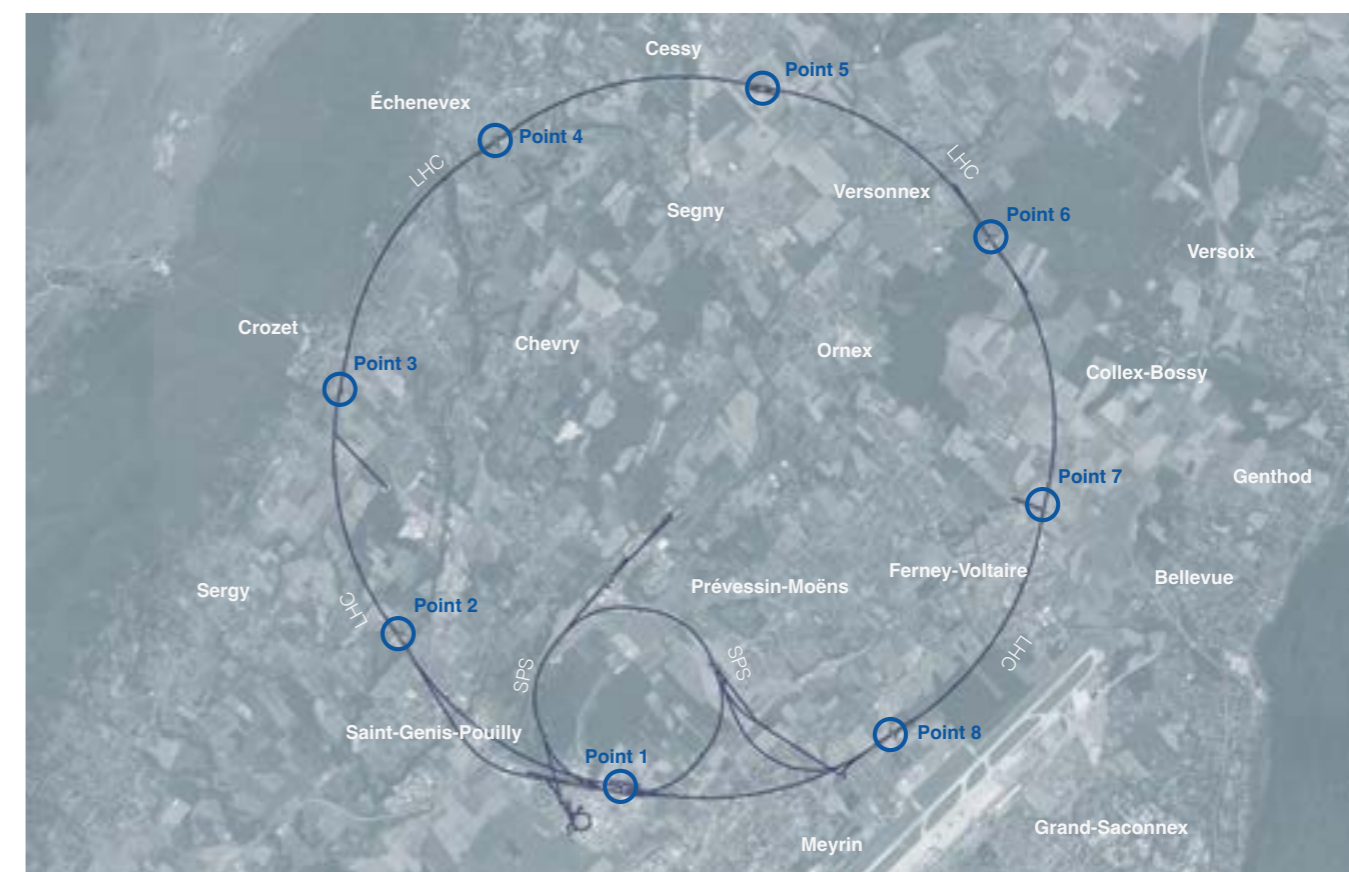 Cessy
Point 5
Échenevex
Point 4
LHC
LHC
Versonnex
Segny
Point 6
Versoix
Crozet
Chevry
Ornex
Point 3
Collex-Bossy
Point 7
Genthod
Ferney-Voltaire
Bellevue
Prévessin-Moëns
Sergy
LHC
Point 2
SPS
SPS
LHC
Saint-Genis-Pouilly
Point 8
Point 1
Grand-Saconnex
Meyrin